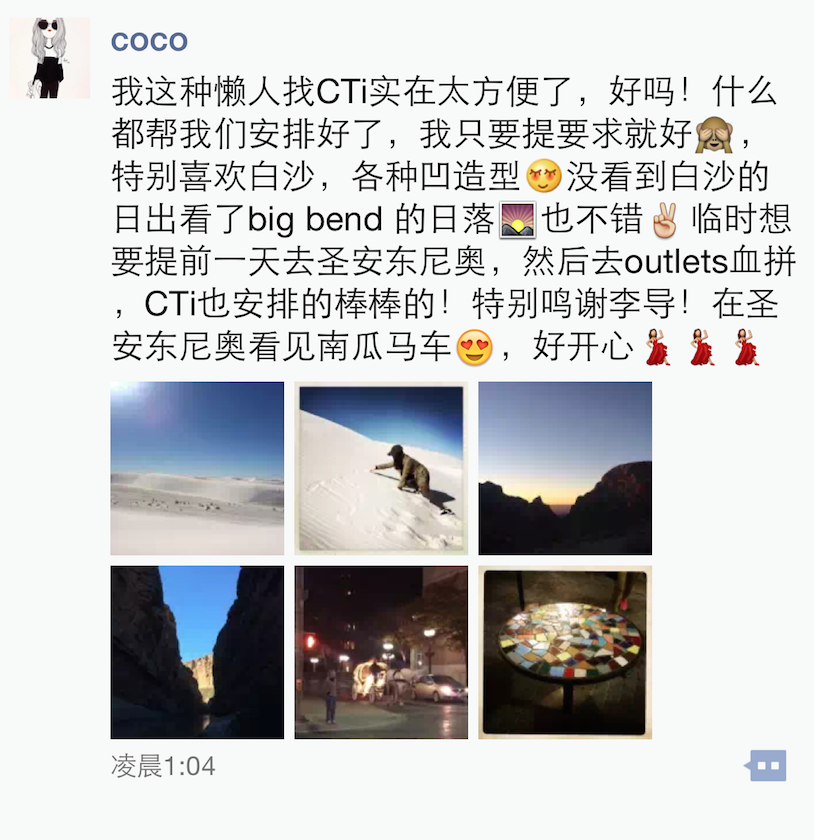 coco
我这种懒人找CTi实在太方便了，好吗！什么
都帮我们安排好了，我只要提要求就好🙈，
特别喜欢白沙，各种凹造型😍没看到白沙的
日出看了big bend 的日落🌄也不错✌临时想
要提前一天去圣安东尼奥，然后去outlets血拼
，CTi也安排的棒棒的！特别鸣谢李导！在圣
安东尼奥看见南瓜马车😍，好开心💃💃💃
凌晨1:04